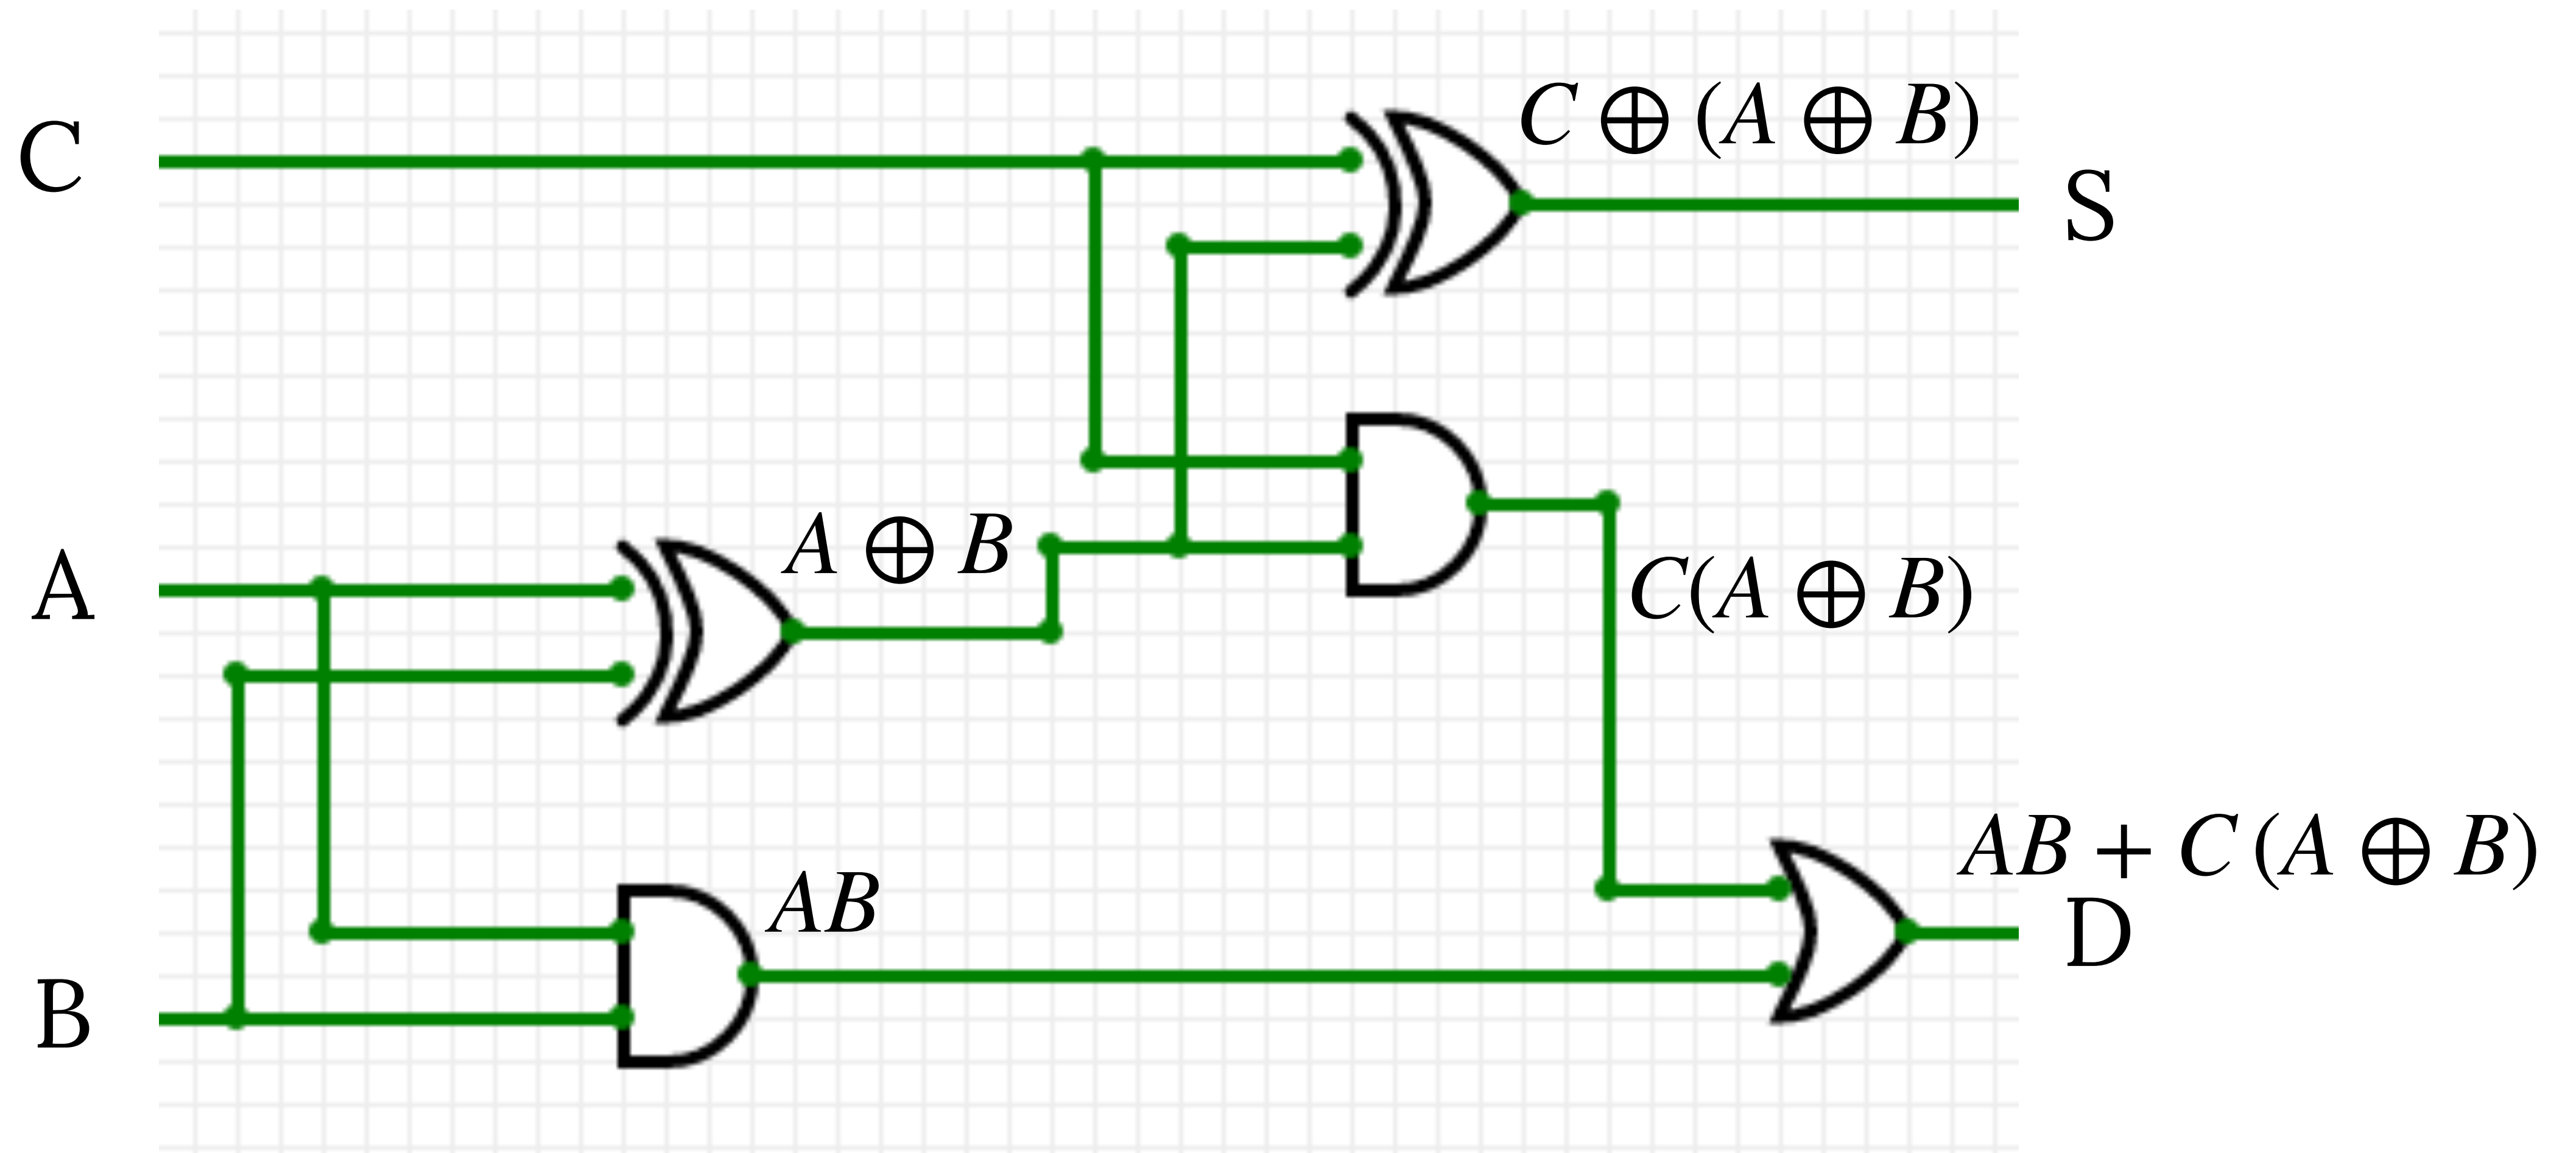 C
C ⊕ (A ⊕ B)
S
A
A ⊕ B
C(A ⊕ B)
AB
AB + C (A ⊕ B)
D
B